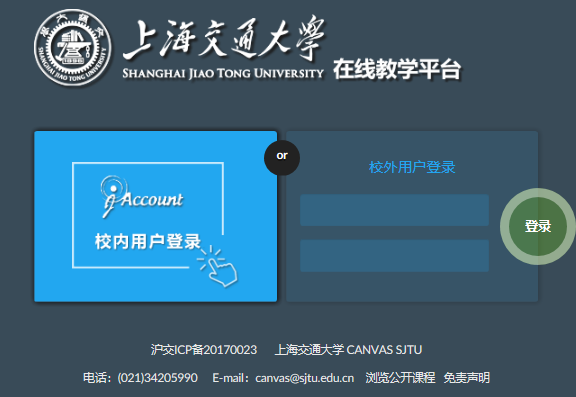 上海交通大学
SHANGHAI JIAO TONG UNIVERSITY
在线教学平台
or
Account
校内用户登录
校外用户登录
登录
沪交ICP备20170023 上海交通大学 CANVAS SJTU
电话：(021)34205990 E-mail：canvas@sjtu.edu.cn 浏览公开课程 免责声明